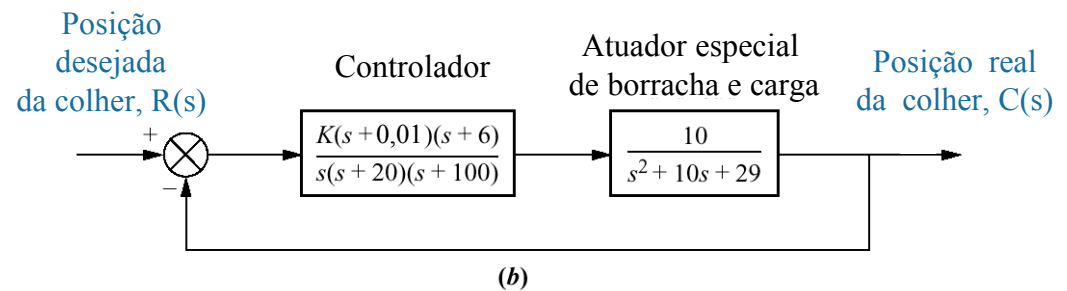 Posição
desejada
da colher, R(s)
Controlador
Atuador especial
de borracha e carga
Posição real
da colher, C(s)
+
−
K(s + 0,01)(s + 6)
s(s + 20)(s + 100)
10
s² + 10s + 29
(b)